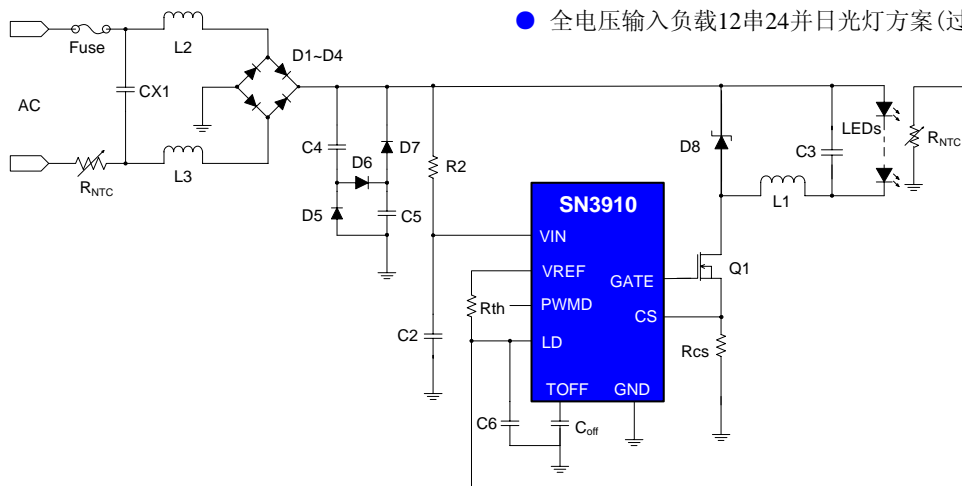 ● 全电压输入负载12串24并日光灯方案(过
Fuse
L2
D1~D4
AC
CX1
RNTC
L3
C4
D6
D7
D5
C5
R2
D8
C3
LEDs
RNTC
L1
SN3910
VIN
VREF
GATE
Q1
Rth
PWMD
CS
C2
LD
Rcs
TOFF
GND
C6
Coff